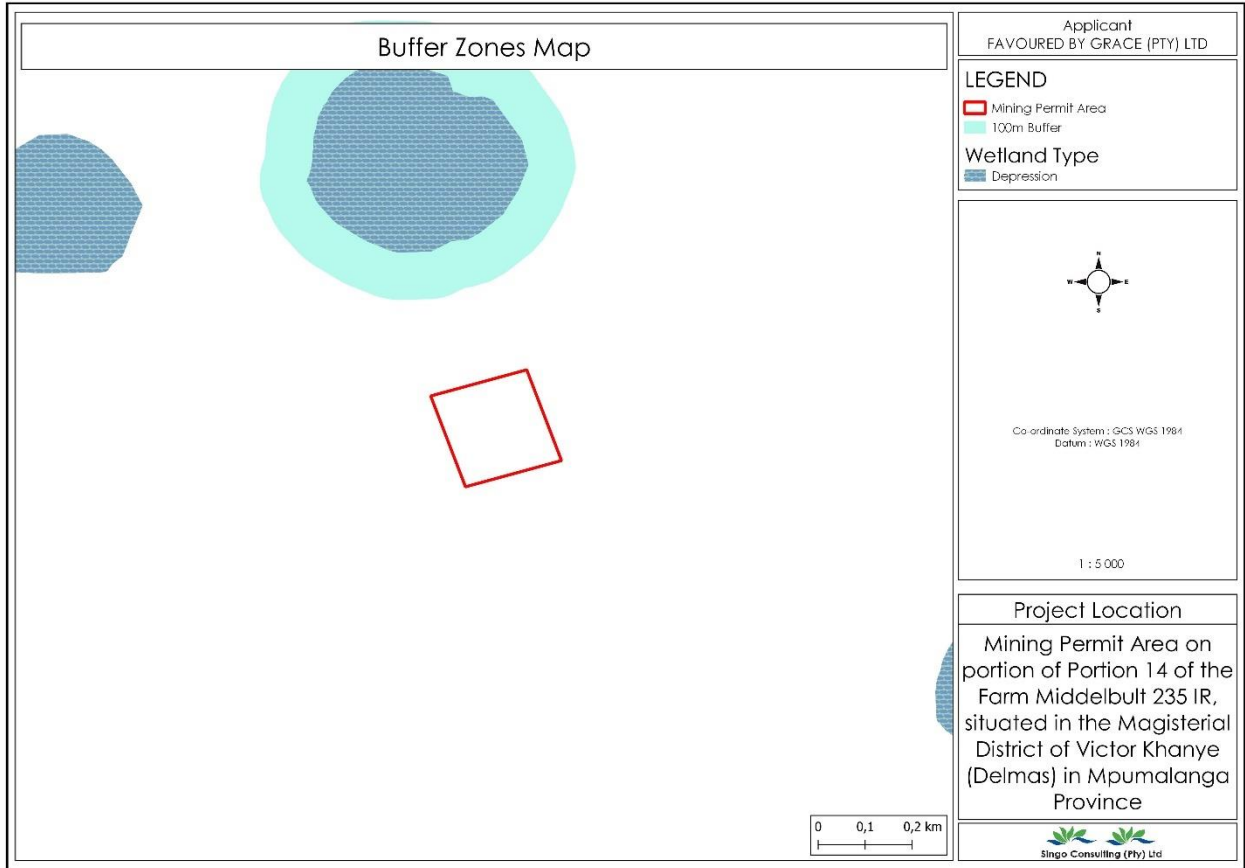 Buffer Zones Map
Applicant
FAVOURED BY GRACE (PTY) LTD
LEGEND
Mining Permit Area
100m Buffer
Wetland Type
Depression
N
W E
S
Co-ordinate System : GCS WGS 1984
Datum : WGS 1984
1 : 5 000
Project Location
Mining Permit Area on
portion of Portion 14 of the
Farm Middelbult 235 IR,
situated in the Magisterial
District of Victor Khanye
(Delmas) in Mpumalanga
Province
0 0,1 0,2 km
Singo Consulting (Pty) Ltd